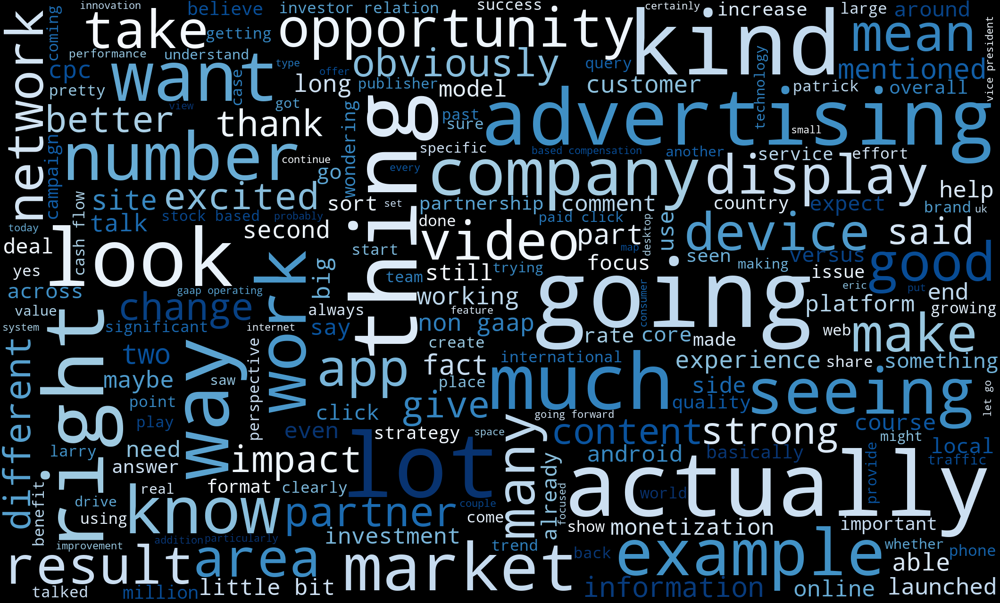 innovation
believe
investor relation
success
certainly
increase
large
around
network
coming
take
getting
opportunity
kind
mean
vice president
performance
understand
type
offer
obviously
query
technology
mentioned
cpc
want
case
long
publisher
model
customer
patrick
overall
pretty
view
got
wondering
thing
past
sure
advertising
small
better
thank
campaign
number
continue
go
specific
based compensation
another
service
effort
every
company
display
site
excited
sort
set
partnership
comment
country
expect
help
brand
uk
cash flow
talk
stock based
probably
second
done
video
paid click
part
desktop
use
device
said
today
deal
look
start
map
seen
making
versus
good
yes
work
big
team
still
trying
focus
going
issue
eric
put
across
gaap operating
change
always
working
consumer
platform
end
growing
value
right
feature
system
significant
internet
say
non gaap
rate
core
made
web
make
different
two
way
perspective
create
international
experience
share
something
maybe
saw
app
fact
place
much
side
seeing
let go
point
click
give
quality
play
going forward
even
strategy
space
many
content
strong
course
might
larry
need
impact
lot
android
basically
local
traffic
answer
already
actually
provide
benefit
real
format
clearly
focused
world
drive
know
partner
couple
using
come
show
monetization
important
improvement
addition
particularly
investment
trend
back
example
whether
phone
result
area
market
able
talked
million
little bit
information
online
launched